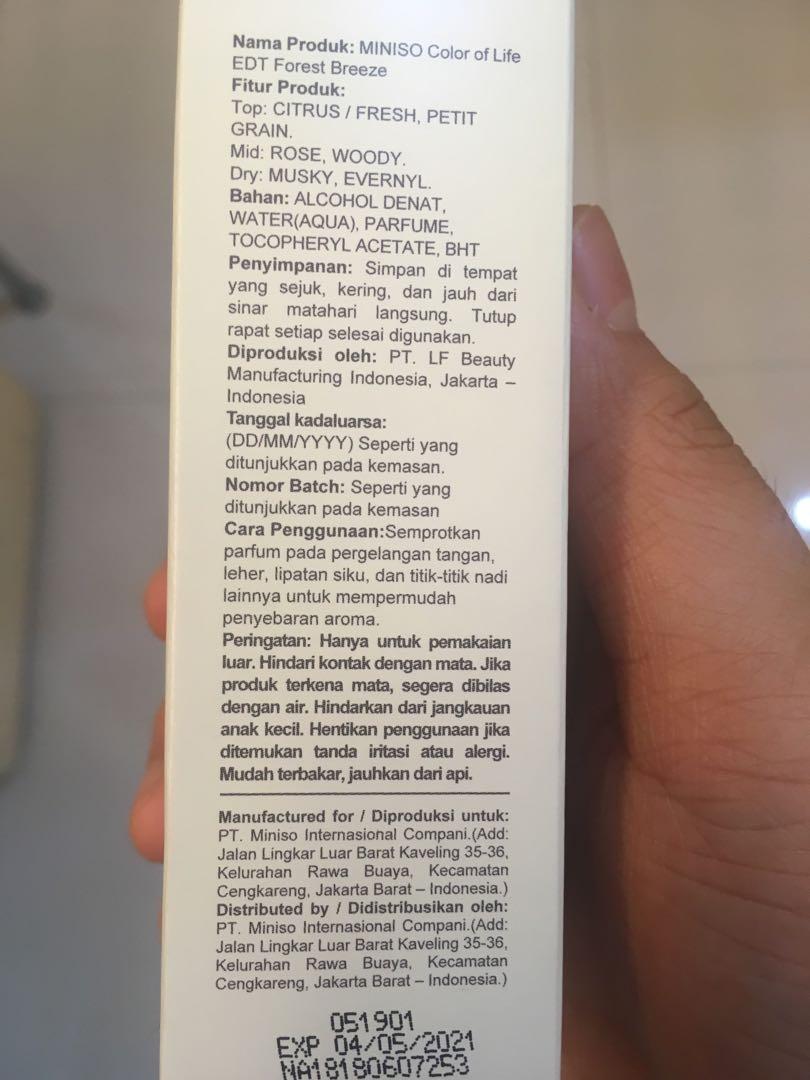 Nama Produk: MINISO Color of Life
EDT Forest Breeze
Fitur Produk:
Top: CITRUS / FRESH, PETIT
GRAIN.
Mid: ROSE, WOODY.
Dry: MUSKY, EVERNYL.
Bahan: ALCOHOL DENAT,
WATER(AQUA), PARFUME,
TOCOPHERYL ACETATE, BHT
Penyimpanan: Simpan di tempat
yang sejuk, kering, dan jauh dari
sinar matahari langsung. Tutup
rapat setiap selesai digunakan.
Diproduksi oleh: PT. LF Beauty
Manufacturing Indonesia, Jakarta –
Indonesia
Tanggal kadaluarsa:
(DD/MM/YYYY) Seperti yang
ditunjukkan pada kemasan.
Nomor Batch: Seperti yang
ditunjukkan pada kemasan
Cara Penggunaan:Semprotkan
parfum pada pergelangan tangan,
leher, lipatan siku, dan titik-titik nadi
lainnya untuk mempermudah
penyebaran aroma.
Peringatan: Hanya untuk pemakaian
luar. Hindari kontak dengan mata. Jika
produk terkena mata, segera dibilas
dengan air. Hindarkan dari jangkauan
anak kecil. Hentikan penggunaan jika
ditemukan tanda iritasi atau alergi.
Mudah terbakar, jauhkan dari api.
Manufactured for / Diproduksi untuk:
PT. Miniso Internasional Compani.(Add:
Jalan Lingkar Luar Barat Kaveling 35-36,
Kelurahan Rawa Buaya, Kecamatan
Cengkareng, Jakarta Barat – Indonesia.)
Distributed by / Didistribusikan oleh:
PT. Miniso Internasional Compani.(Add:
Jalan Lingkar Luar Barat Kaveling 35-36,
Kelurahan Rawa Buaya, Kecamatan
Cengkareng, Jakarta Barat – Indonesia.)
051901
EXP 04/05/2021
NA18180607253